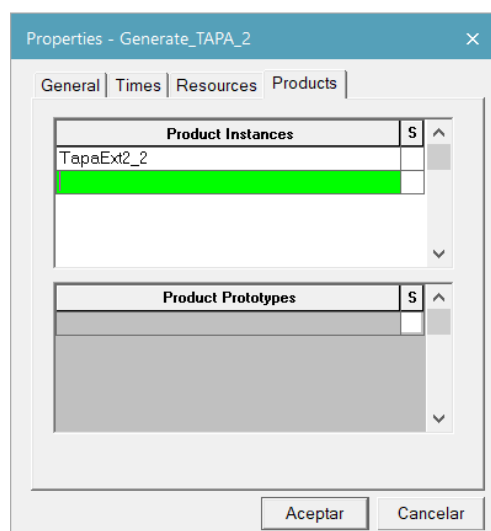 Properties - Generate_TAPA_2
General Times Resources Products
Product Instances S
TapaExt2_2
Product Prototypes S
Aceptar Cancelar